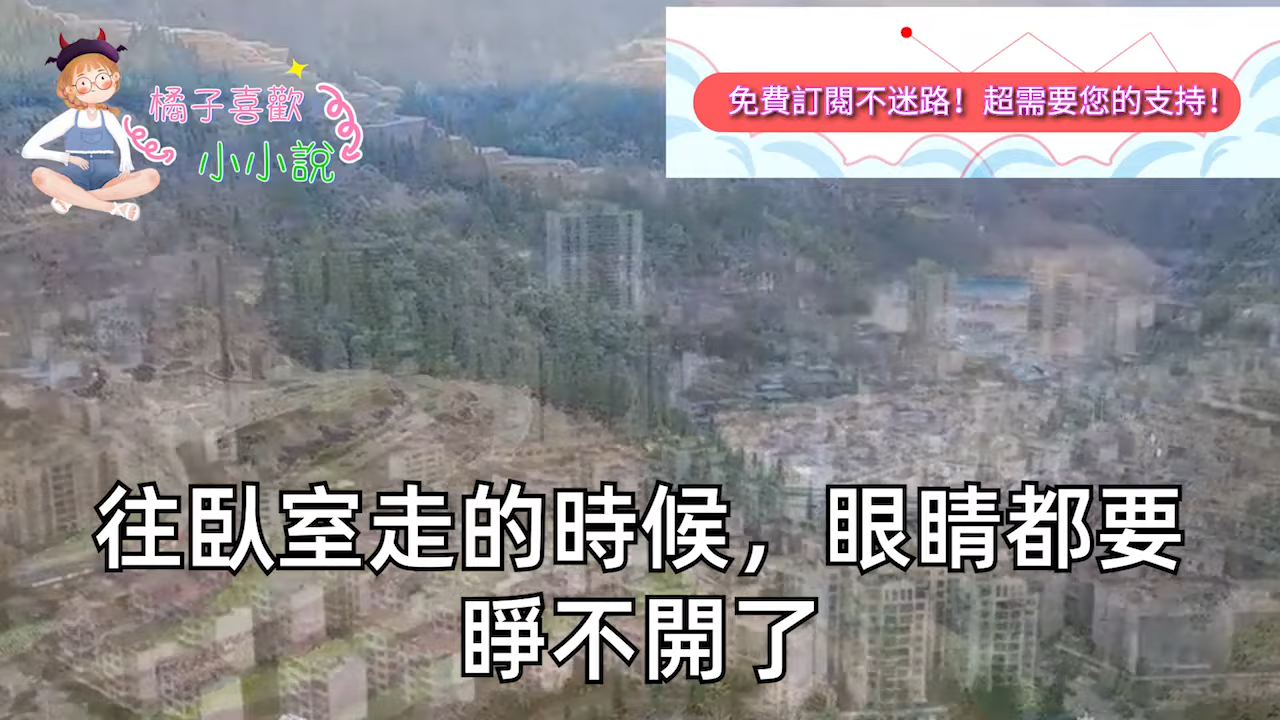 橘子喜歡
小小說
免費訂閱不迷路！超需要您的支持！
往臥室走的時候，眼睛都要
睜不開了